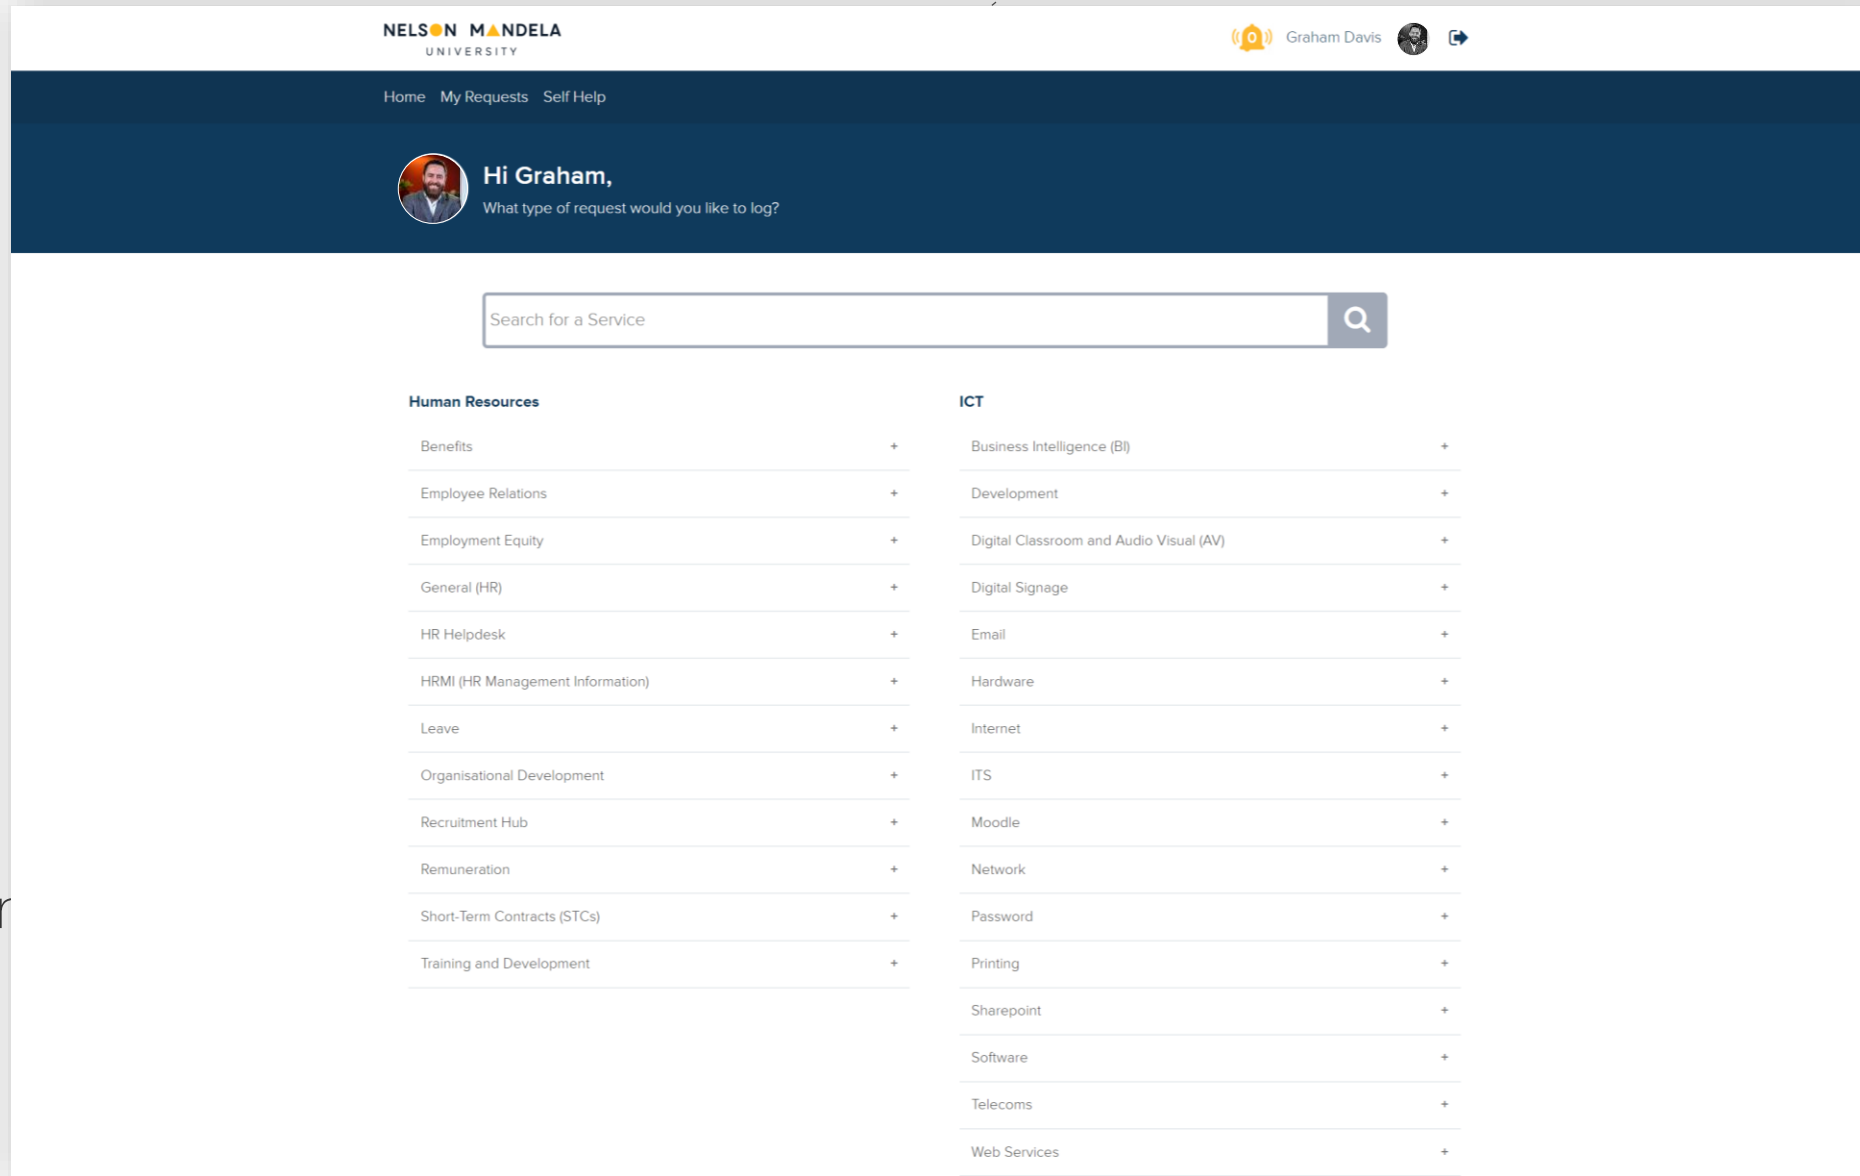 NELSON MANDELA
UNIVERSITY
0
Graham Davis
Home My Requests Self Help
Hi Graham,
What type of request would you like to log?
Search for a Service
Human Resources
Benefits +
Employee Relations +
Employment Equity +
General (HR) +
HR Helpdesk +
HRMI (HR Management Information) +
Leave +
Organisational Development +
Recruitment Hub +
Remuneration +
Short-Term Contracts (STCs) +
Training and Development +
ICT
Business Intelligence (BI) +
Development +
Digital Classroom and Audio Visual (AV) +
Digital Signage +
Email +
Hardware +
Internet +
ITS +
Moodle +
Network +
Password +
Printing +
Sharepoint +
Software +
Telecoms +
Web Services +